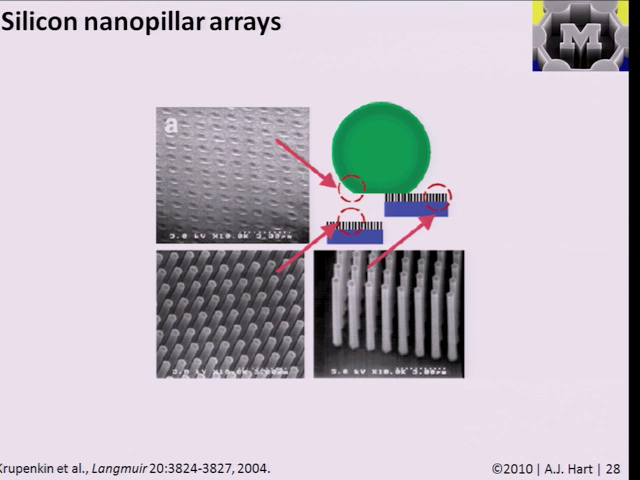 Silicon nanopillar arrays
M
a
Krupenkin et al., Langmuir 20:3824-3827, 2004.
©2010 | A.J. Hart | 28